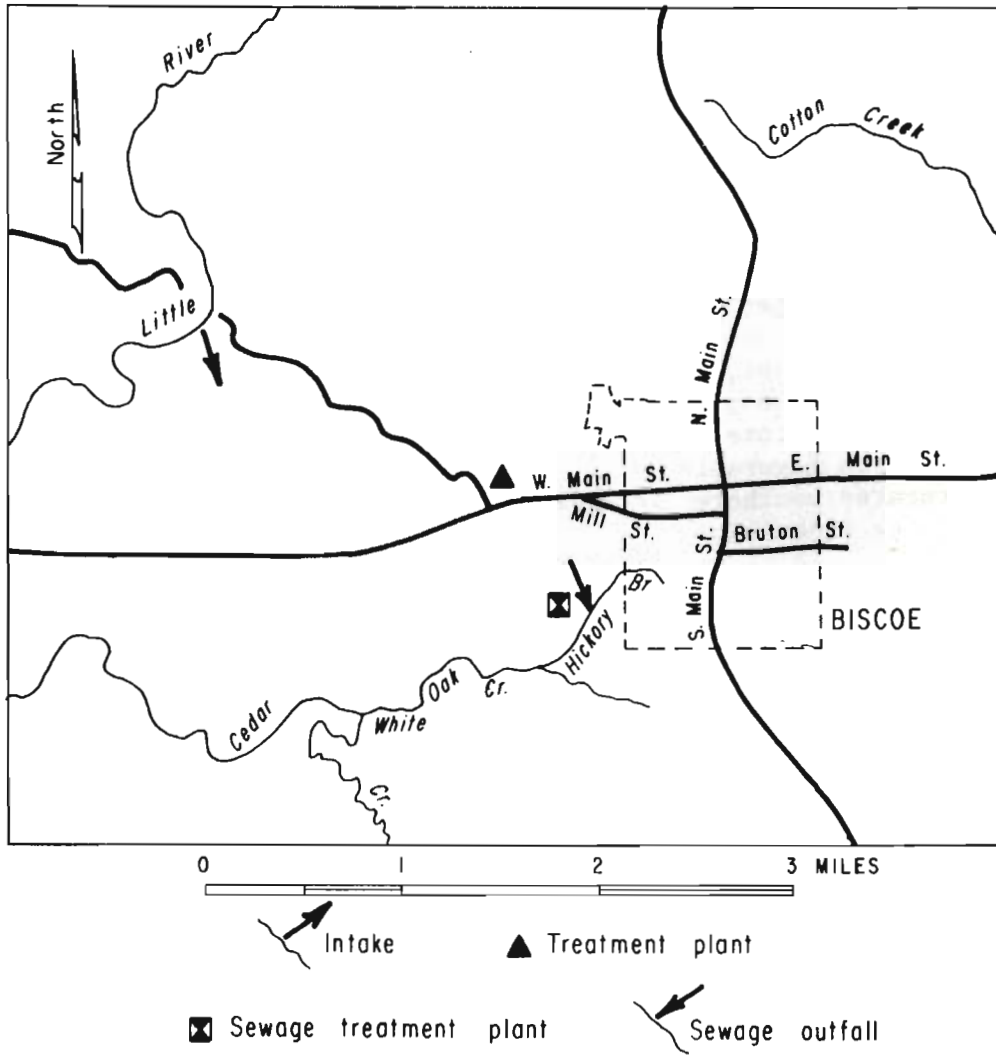 River
North
Cotton Creek
Little
N. Main St.
W. Main St.
E. Main St.
Mill St.
Bruton St.
S. Main St.
BISCOE
Hickory Br
White Oak Cr.
Cedar
Cr.
0 1 2 3 MILES
Intake
Treatment plant
Sewage treatment plant
Sewage outfall